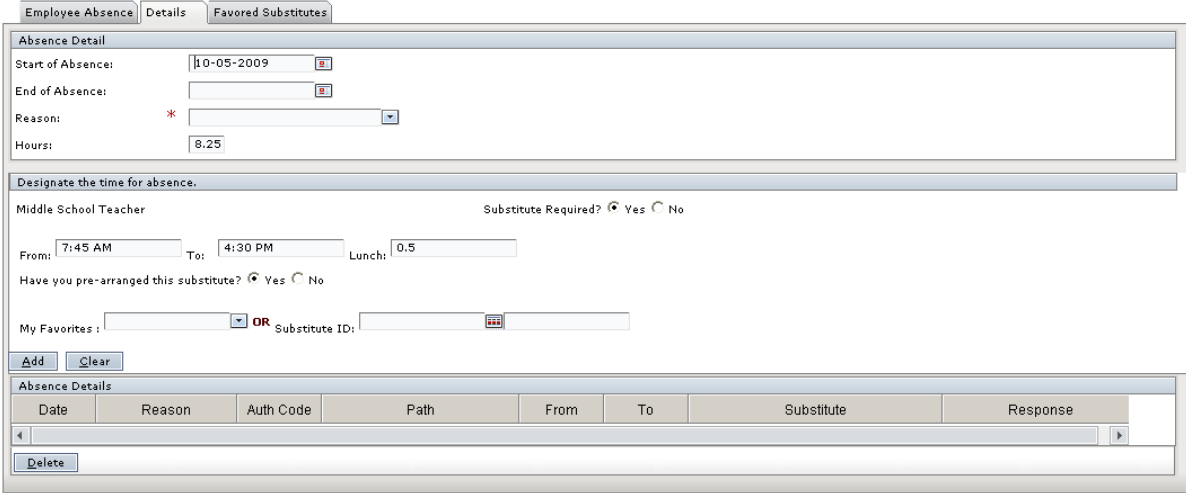 Employee Absence Details Favored Substitutes
Absence Detail
Start of Absence: 10-05-2009
End of Absence:
Reason: *
Hours: 8.25
Designate the time for absence.
Middle School Teacher Substitute Required? Yes No
From: 7:45 AM To: 4:30 PM Lunch: 0.5
Have you pre-arranged this substitute? Yes No
My Favorites : OR Substitute ID:
Add Clear
Absence Details
Date Reason Auth Code Path From To Substitute Response
Delete